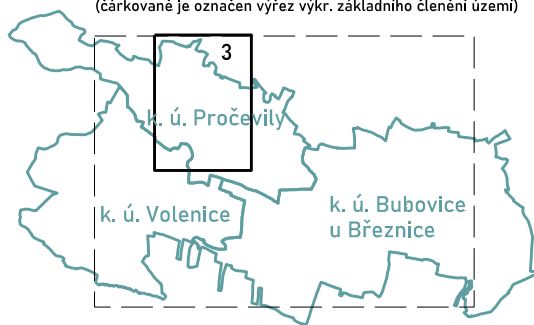 (čárkovaně je označen výřez výkr. základního členění území)
3
k. ú. Pročevily
k. ú. Volenice
k. ú. Bubovice
u Březnice